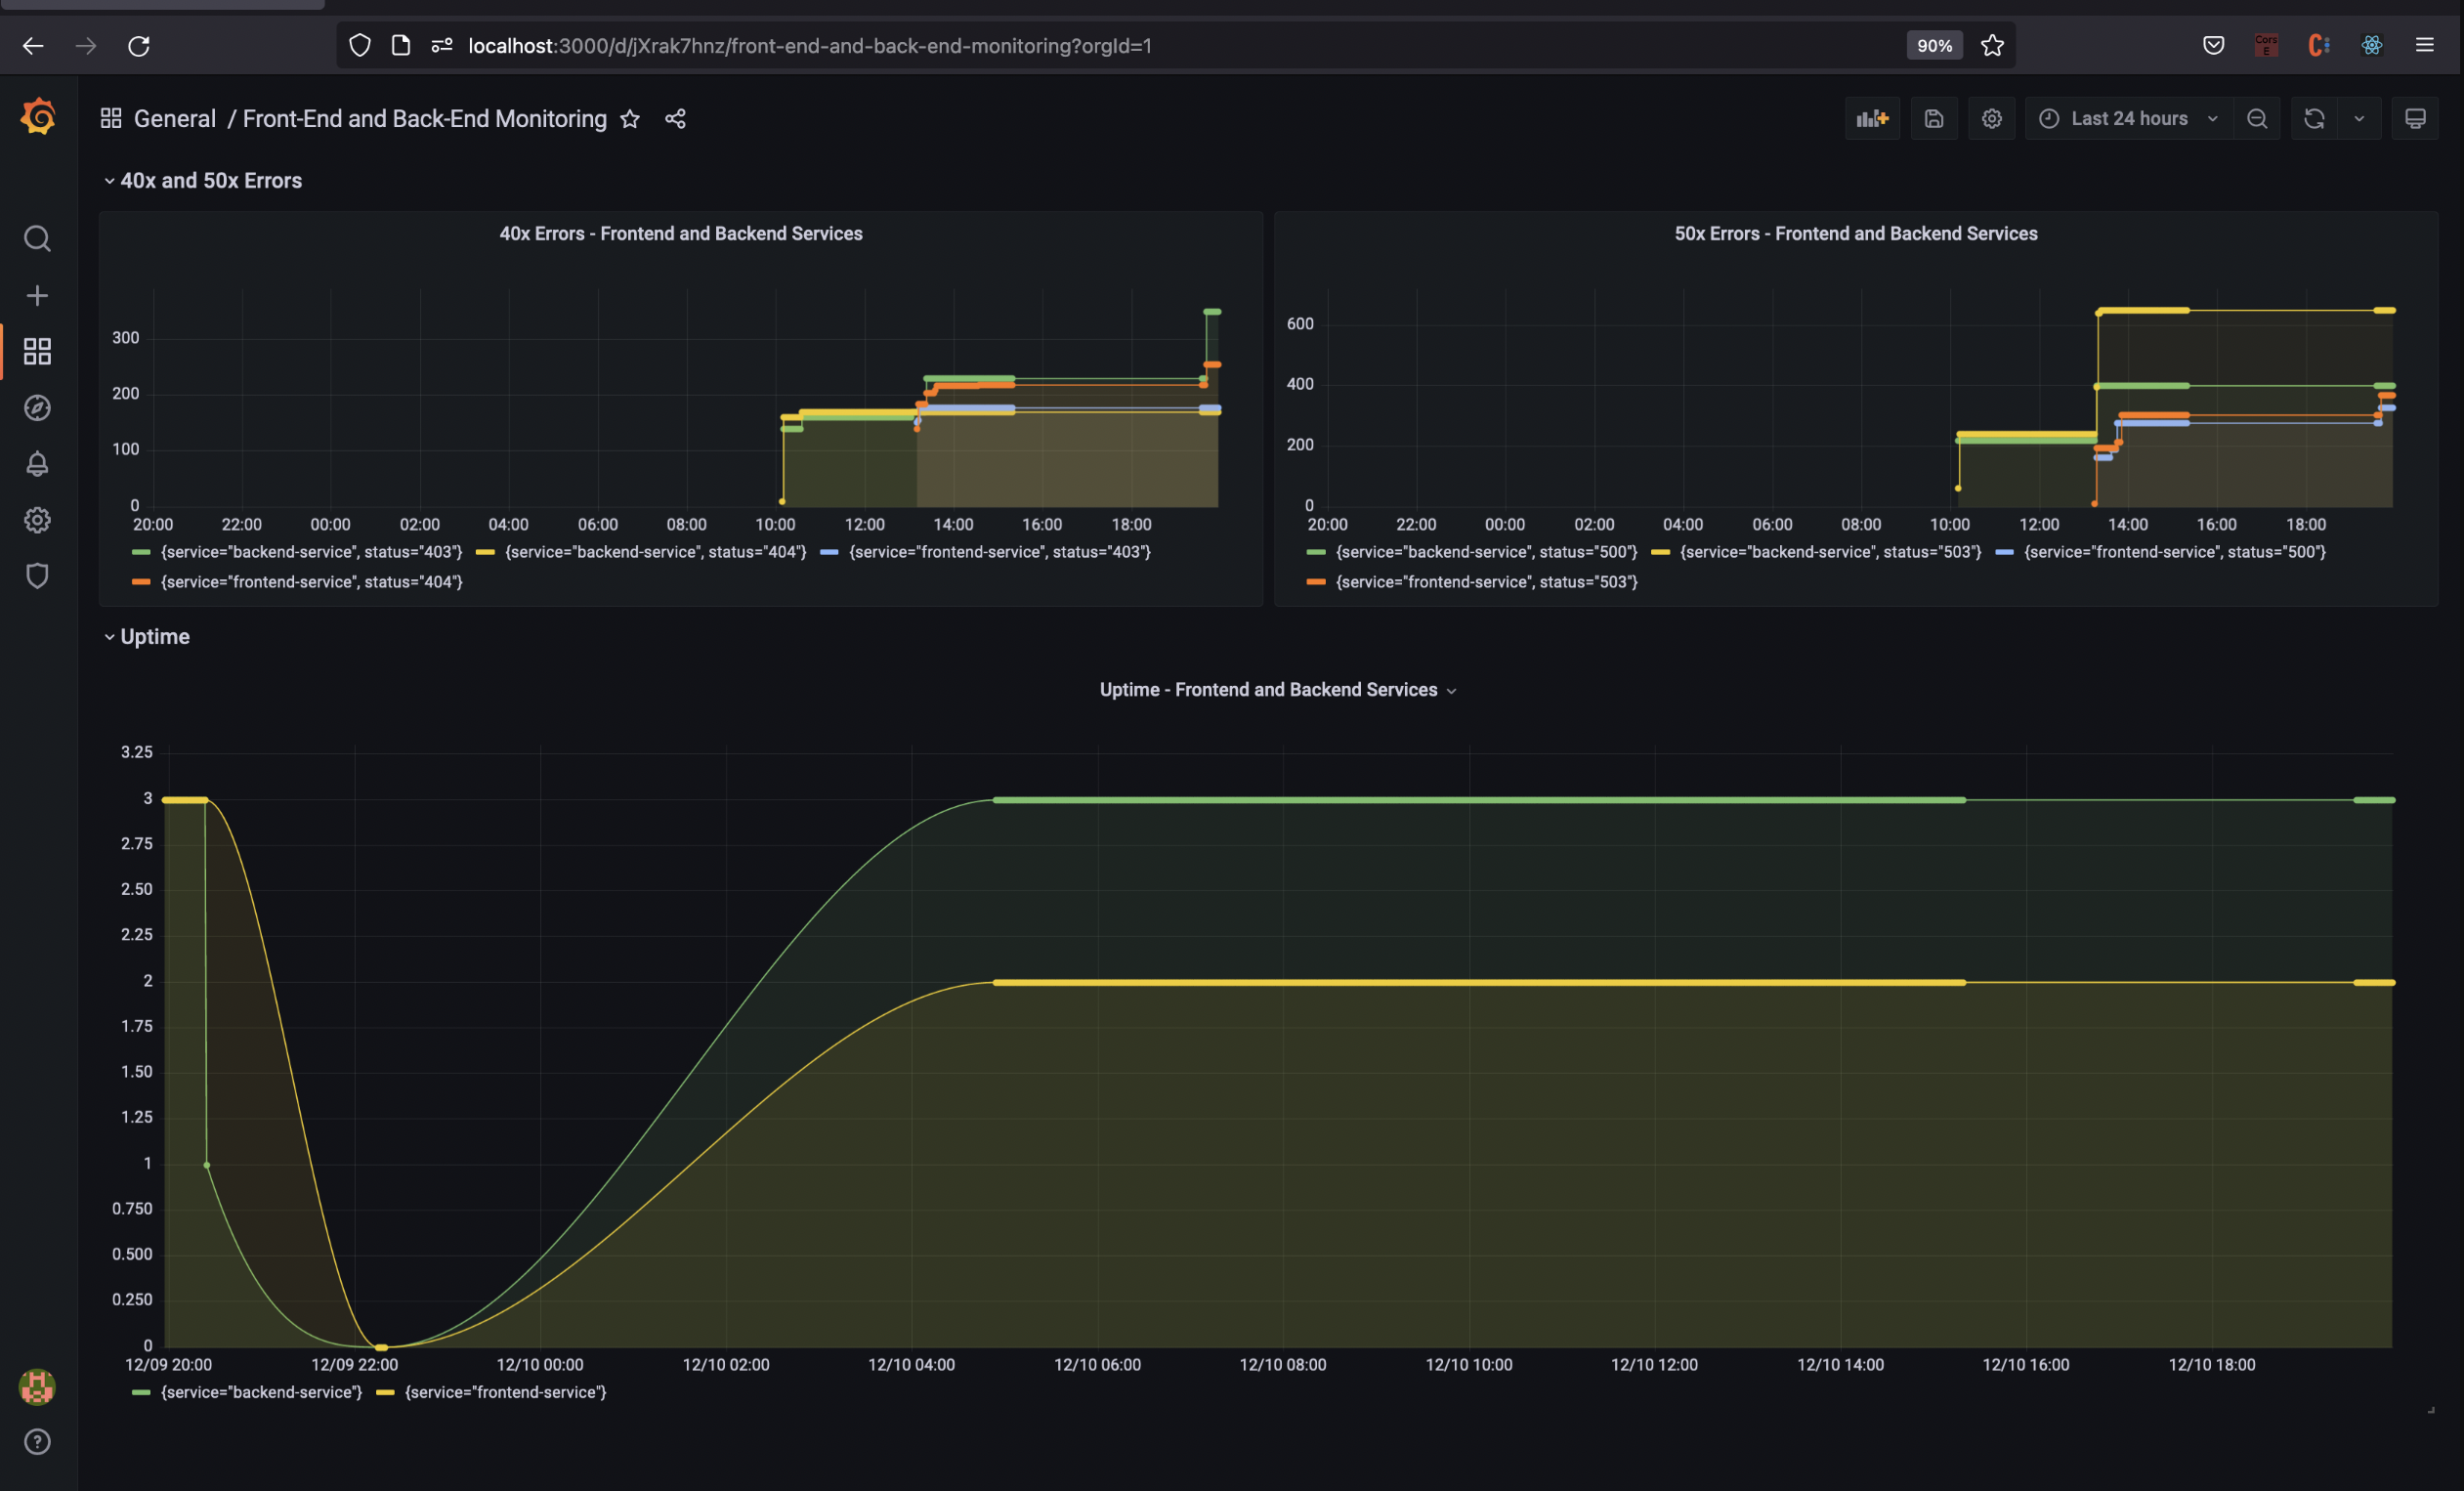 localhost:3000/d/jXrak7hnz/front-end-and-back-end-monitoring?orgId=1 90% Cors E
General / Front-End and Back-End Monitoring Last 24 hours
40x and 50x Errors
40x Errors - Frontend and Backend Services
300
200
100
0
20:00 22:00 00:00 02:00 04:00 06:00 08:00 10:00 12:00 14:00 16:00 18:00
{service="backend-service", status="403"} {service="backend-service", status="404"} {service="frontend-service", status="403"}
{service="frontend-service", status="404"}
50x Errors - Frontend and Backend Services
600
400
200
0
20:00 22:00 00:00 02:00 04:00 06:00 08:00 10:00 12:00 14:00 16:00 18:00
{service="backend-service", status="500"} {service="backend-service", status="503"} {service="frontend-service", status="500"}
{service="frontend-service", status="503"}
Uptime
Uptime - Frontend and Backend Services
3.25
3
2.75
2.50
2.25
2
1.75
1.50
1.25
1
0.750
0.500
0.250
0
12/09 20:00 12/09 22:00 12/10 00:00 12/10 02:00 12/10 04:00 12/10 06:00 12/10 08:00 12/10 10:00 12/10 12:00 12/10 14:00 12/10 16:00 12/10 18:00
{service="backend-service"} {service="frontend-service"}